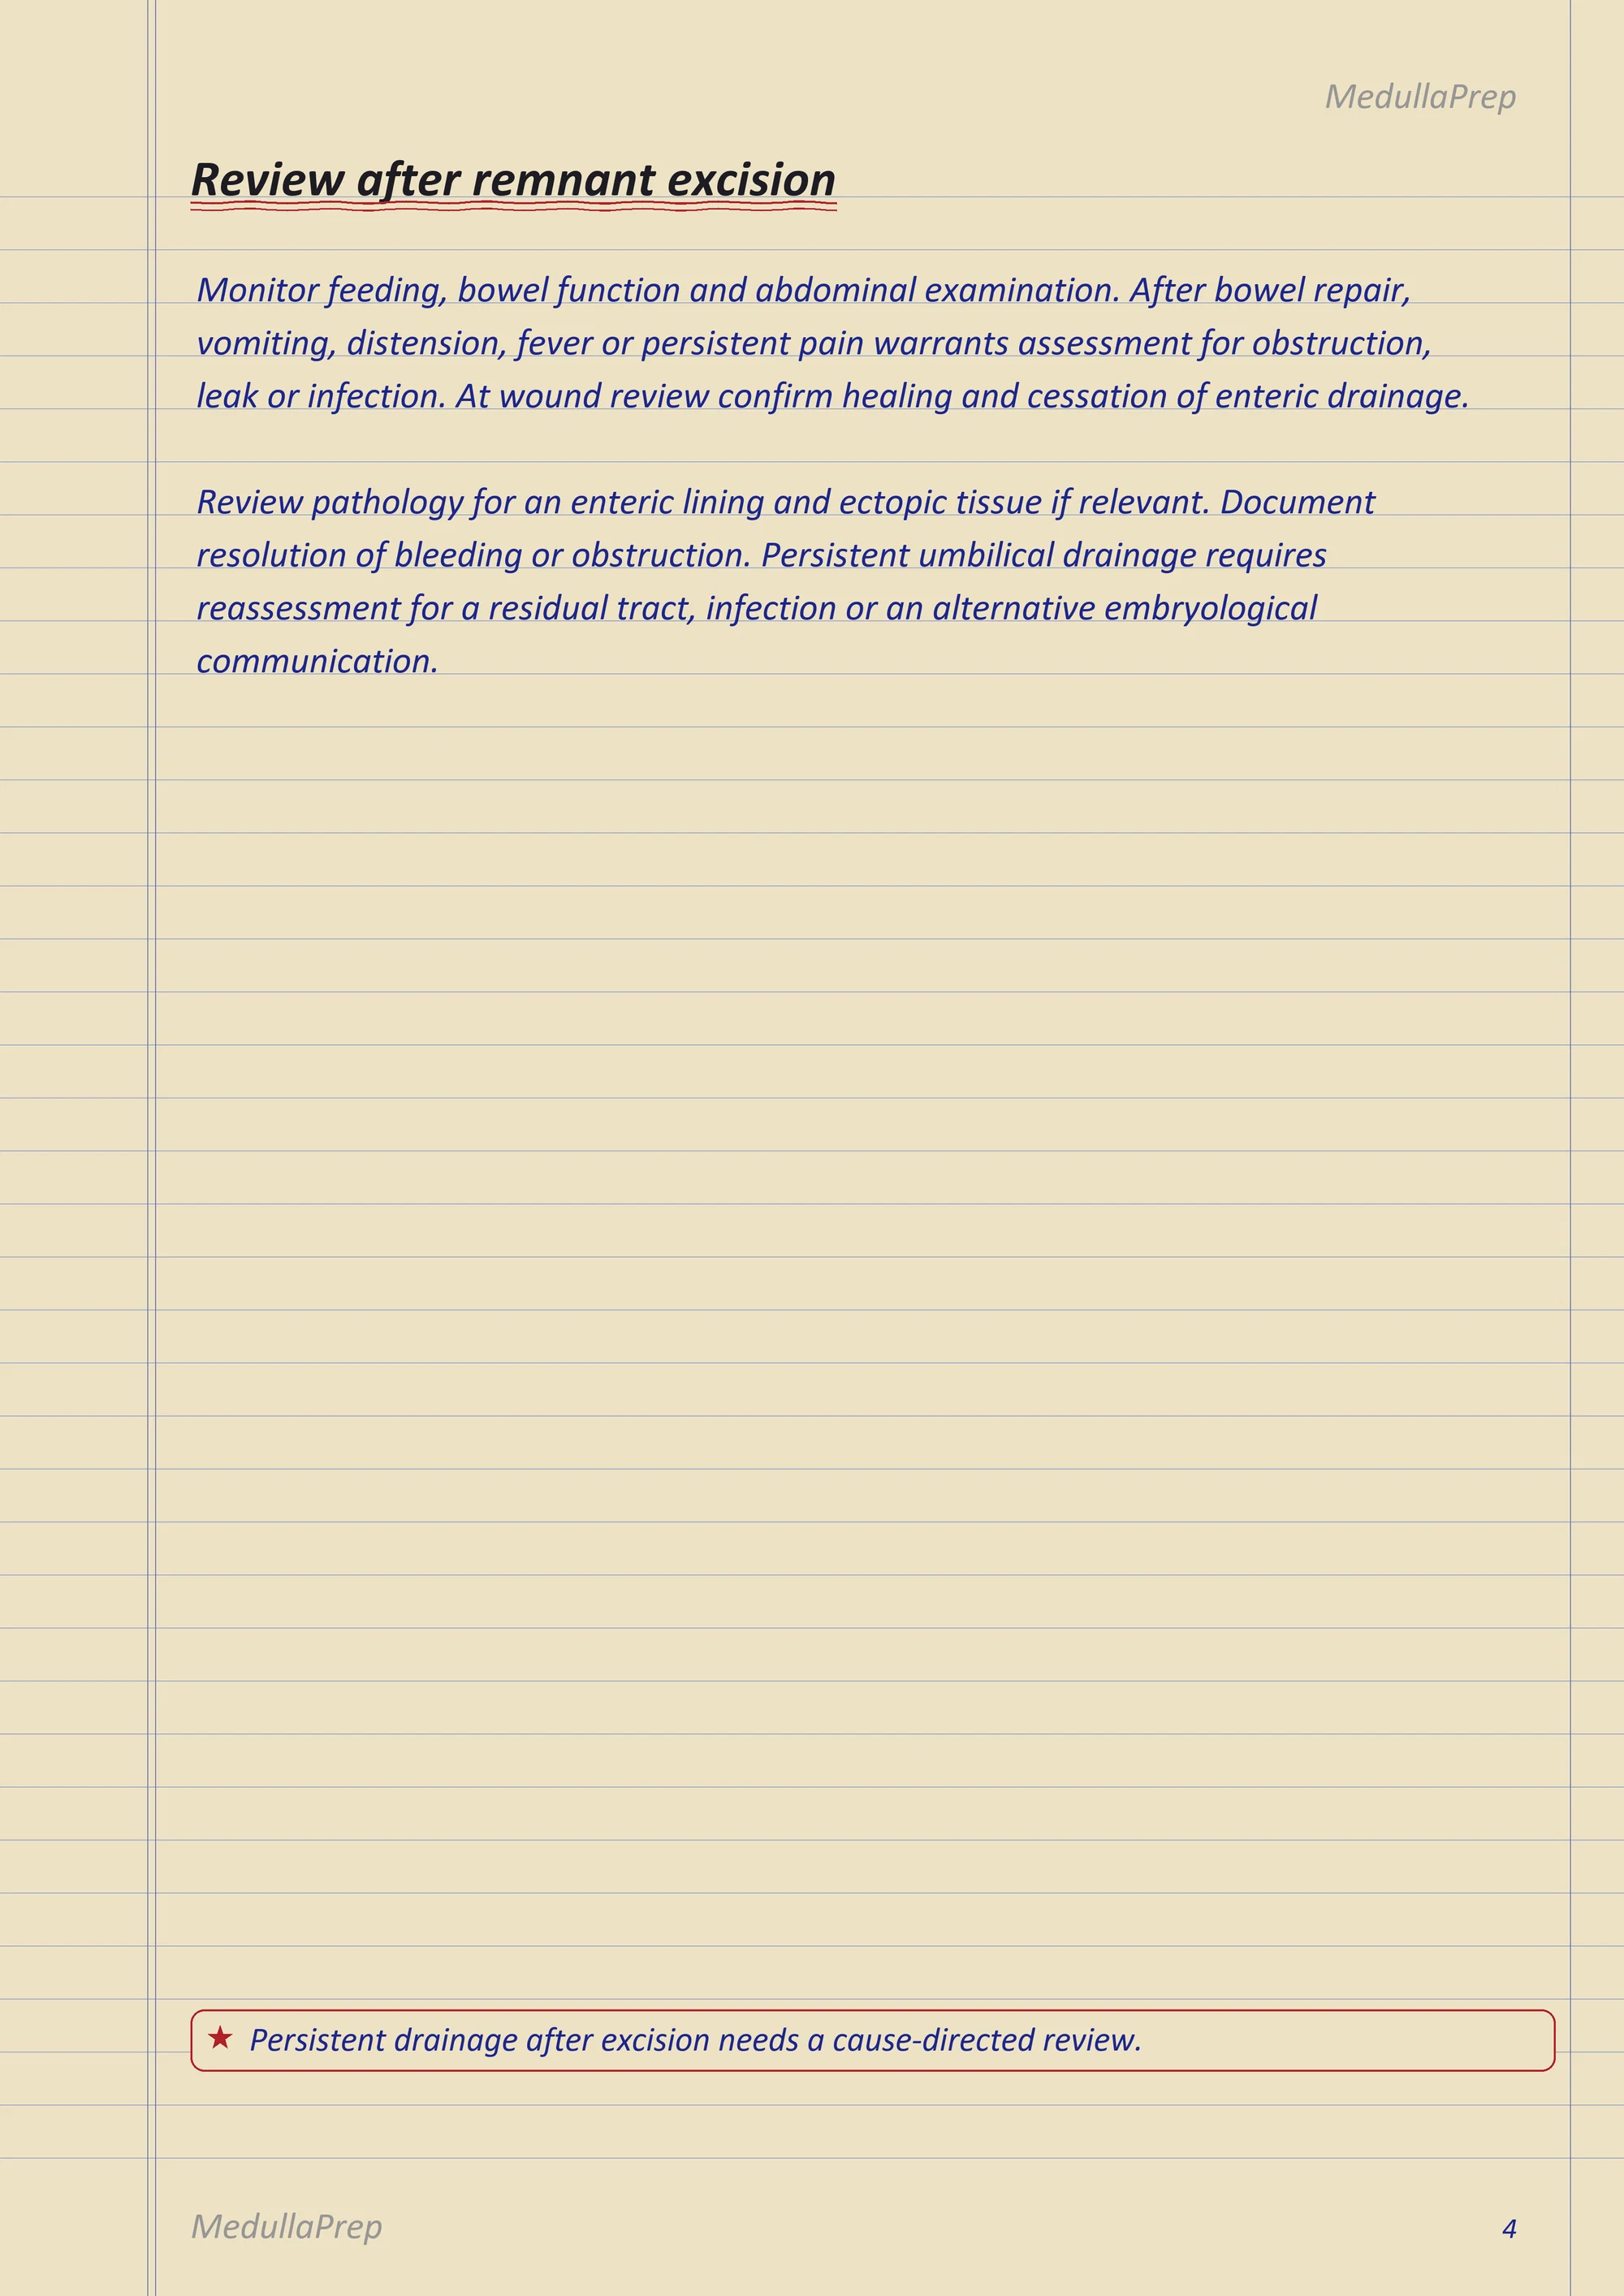 MedullaPrep
Review after remnant excision
Monitor feeding, bowel function and abdominal examination. After bowel repair,
vomiting, distension, fever or persistent pain warrants assessment for obstruction,
leak or infection. At wound review confirm healing and cessation of enteric drainage.
Review pathology for an enteric lining and ectopic tissue if relevant. Document
resolution of bleeding or obstruction. Persistent umbilical drainage requires
reassessment for a residual tract, infection or an alternative embryological
communication.
★ Persistent drainage after excision needs a cause-directed review.
MedullaPrep
4